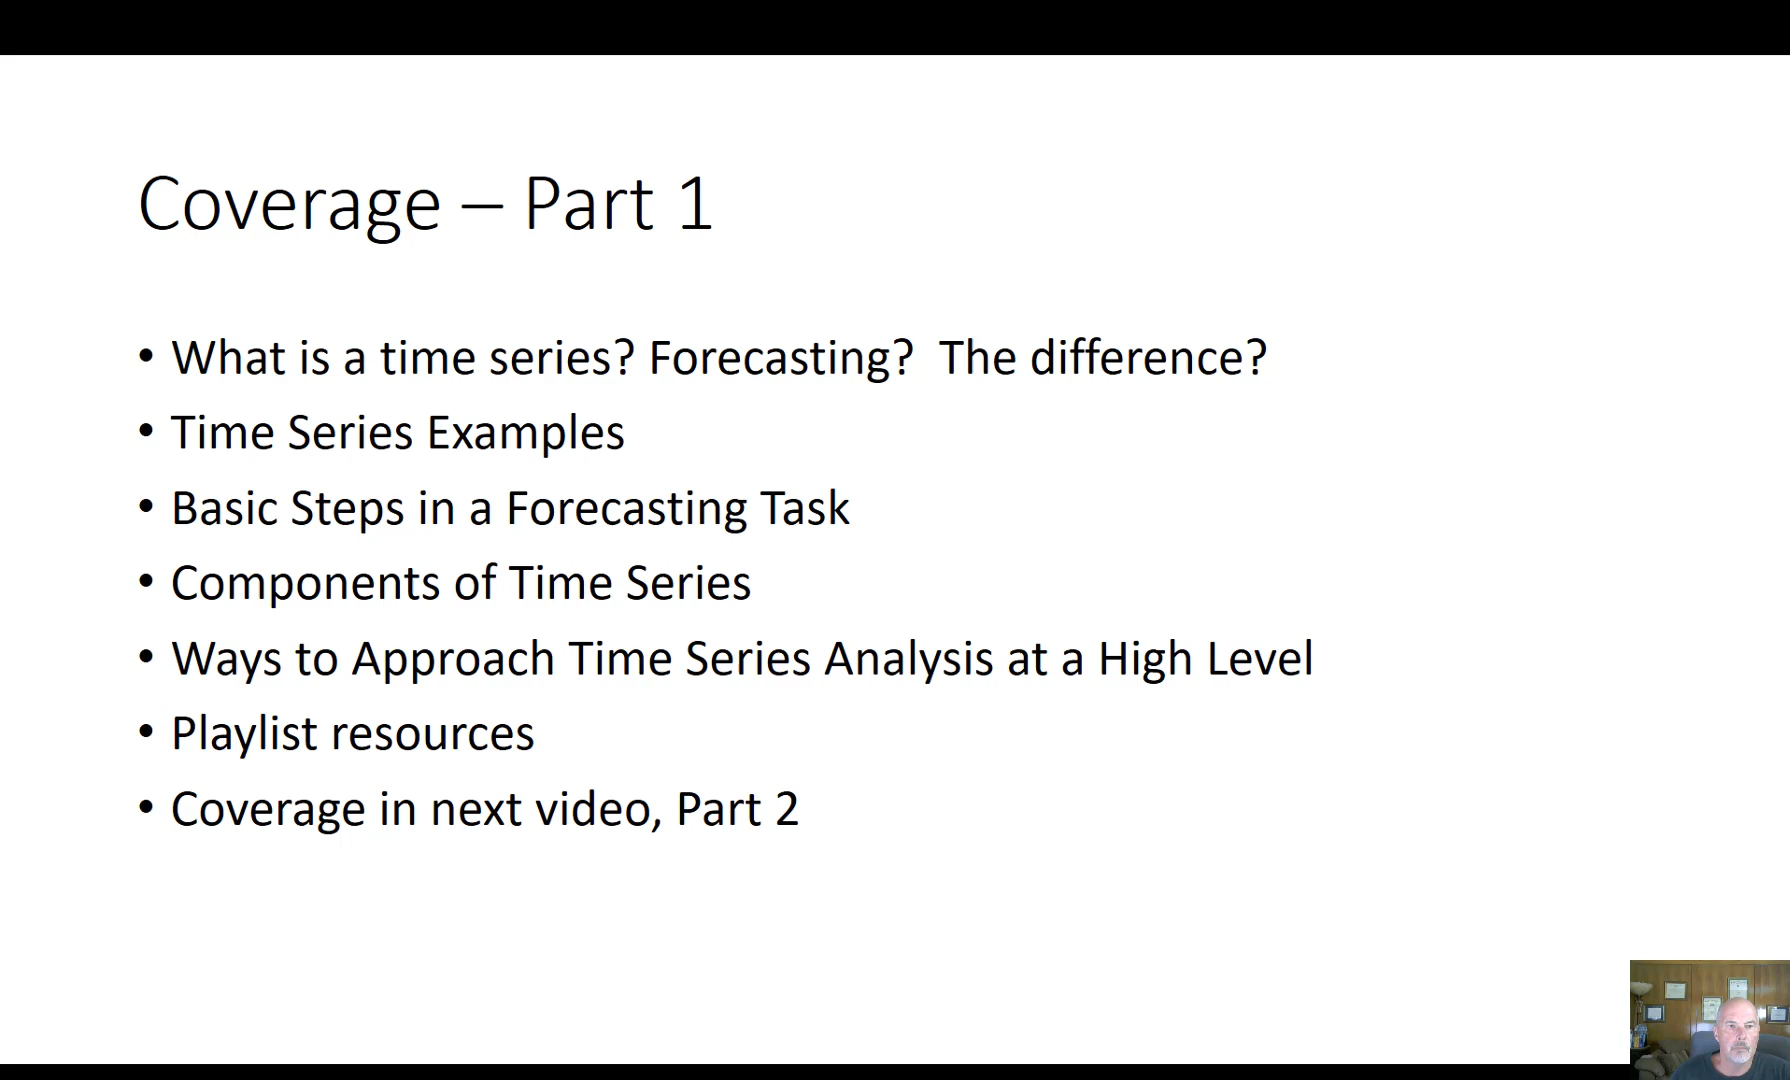 Coverage – Part 1
• What is a time series? Forecasting?  The difference?
• Time Series Examples
• Basic Steps in a Forecasting Task
• Components of Time Series
• Ways to Approach Time Series Analysis at a High Level
• Playlist resources
• Coverage in next video, Part 2